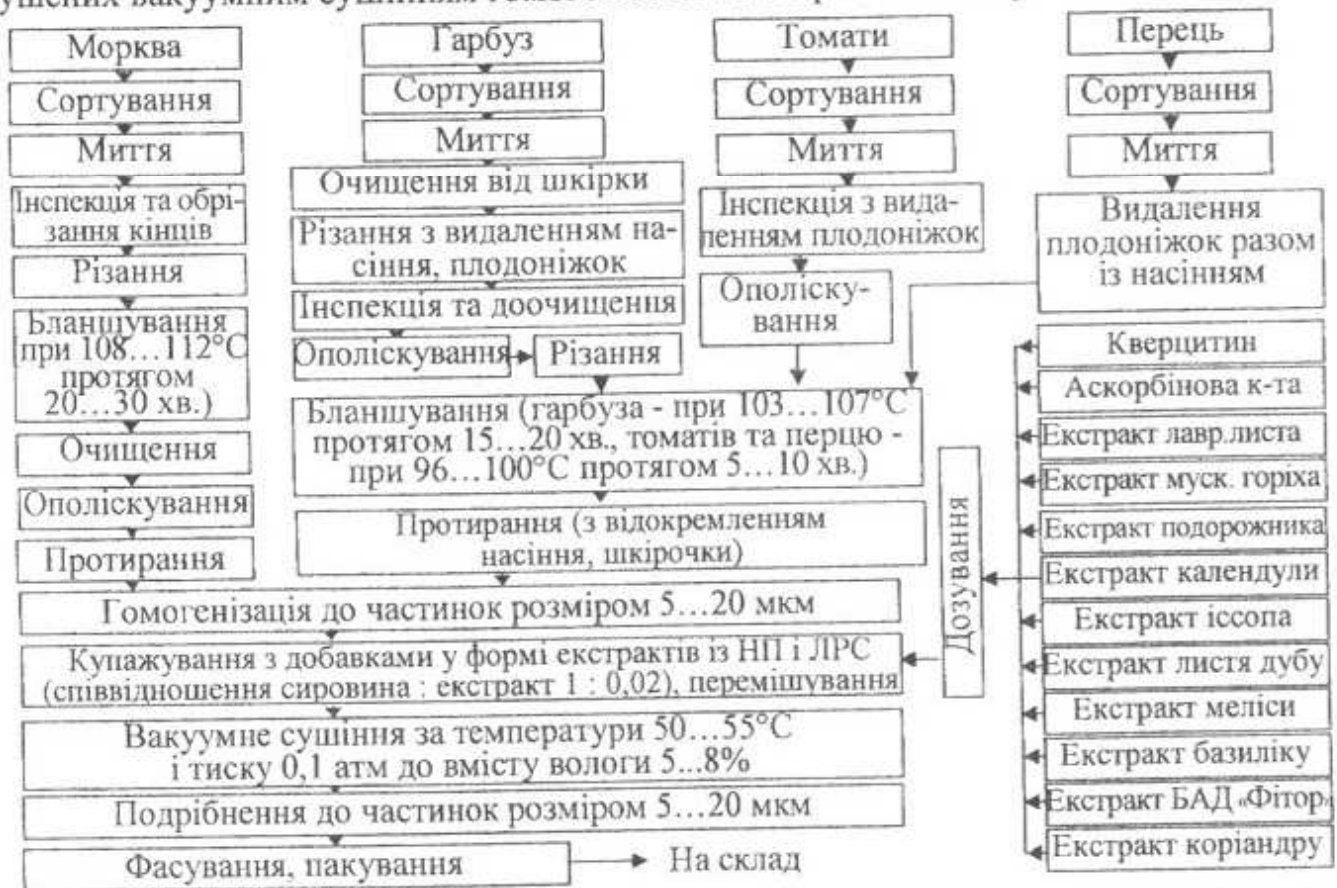 ушених вакуумним сушінням
Морква
Сортування
Миття
Інспекція та обрі-
зання кінців
Різання
Бланшування
при 108...112°С
протягом
20...30 хв.)
Очищення
Ополіскування
Протирання
Гарбуз
Сортування
Миття
Очищення від шкірки
Різання з видаленням на-
сіння, плодоніжок
Інспекція та доочищення
Ополіскування
Різання
Томати
Сортування
Миття
Інспекція з вида-
ленням плодоніжок
Ополіску-
вання
Перець
Сортування
Миття
Видалення
плодоніжок разом
із насінням
Бланшування (гарбуза - при 103...107°С
протягом 15...20 хв., томатів та перцю -
при 96...100°С протягом 5...10 хв.)
Протирання (з відокремленням
насіння, шкірочки)
Гомогенізація до частинок розміром 5...20 мкм
Купажування з добавками у формі екстрактів із НП і ЛРС
(співвідношення сировина : екстракт 1 : 0,02), перемішування
Вакуумне сушіння за температури 50...55°С
і тиску 0,1 атм до вмісту вологи 5...8%
Подрібнення до частинок розміром 5...20 мкм
Фасування, пакування
На склад
Дозування
Кверцитин
Аскорбінова к-та
Екстракт лавр.листа
Екстракт муск. горіха
Екстракт подорожника
Екстракт календули
Екстракт іссопа
Екстракт листя дубу
Екстракт меліси
Екстракт базиліку
Екстракт БАД «Фітор»
Екстракт коріандру